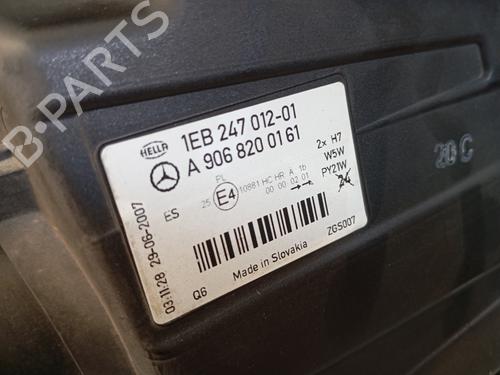 B-PARTS
HELLA
1EB 247 012-01
A 906 820 01 61
2x H7
W5W
PY21W
PL
ES 25 E4 10881 HC HR A 1b
00 00 02 01
20 C
03:11:28 29-06-2007
Q6
Made in Slovakia
ZGS007